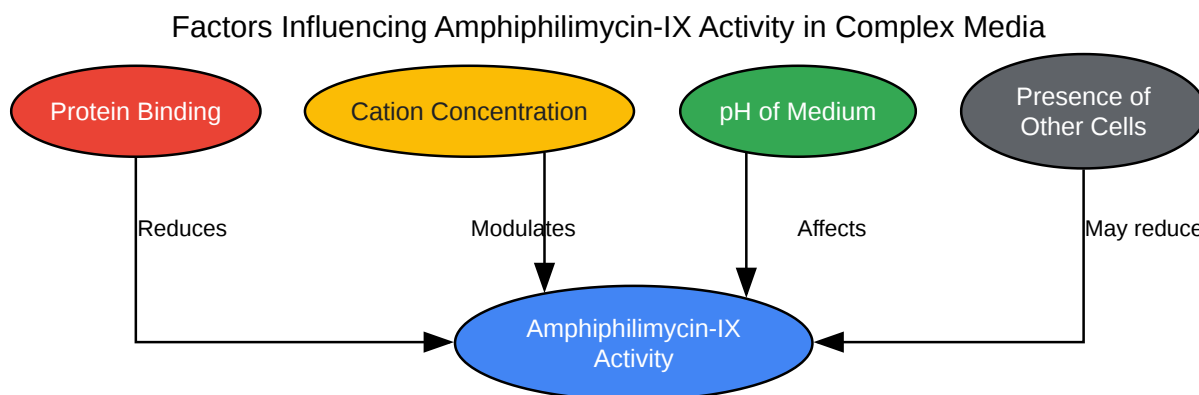 Factors Influencing Amphiphilimycin-IX Activity in Complex Media
Protein Binding
Cation Concentration
pH of Medium
Presence of
Other Cells
Reduces
Modulates
Affects
May reduce
Amphiphilimycin-IX
Activity